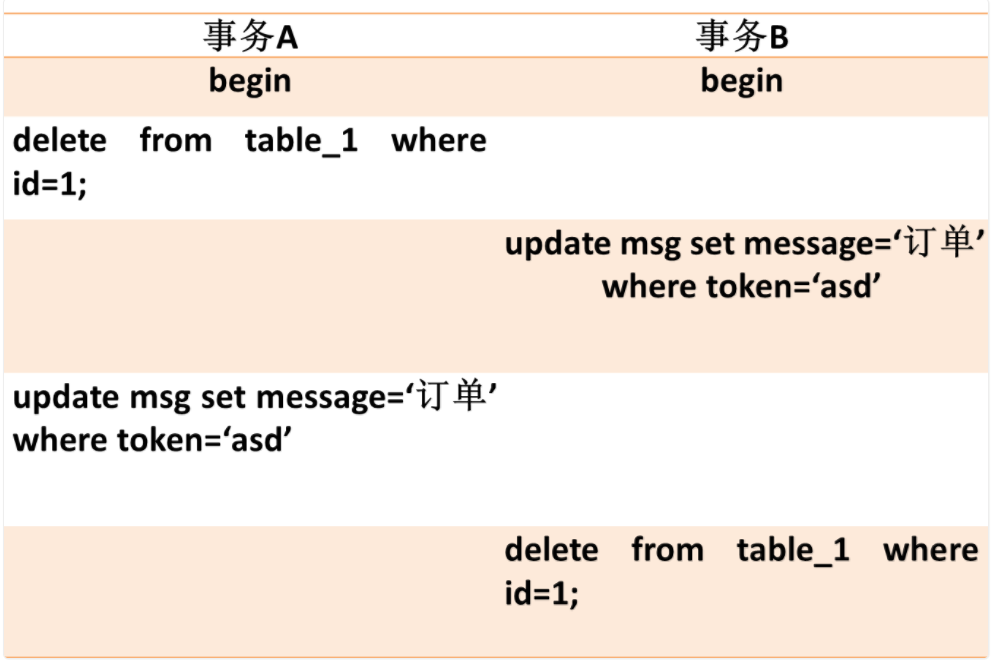 事务A
事务B
begin
begin
delete from table_1 where
id=1;
update msg set message=‘订单’
where token=‘asd’
update msg set message=‘订单’
where token=‘asd’
delete from table_1 where
id=1;